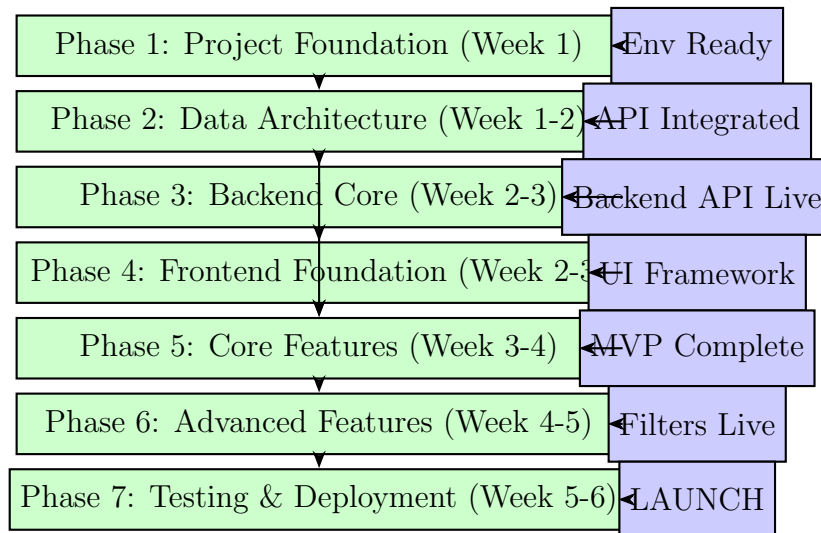 Phase 1: Project Foundation (Week 1)
Env Ready
Phase 2: Data Architecture (Week 1-2)
API Integrated
Phase 3: Backend Core (Week 2-3)
Backend API Live
Phase 4: Frontend Foundation (Week 2-3
UI Framework
Phase 5: Core Features (Week 3-4)
MVP Complete
Phase 6: Advanced Features (Week 4-5)
Filters Live
Phase 7: Testing & Deployment (Week 5-6)
LAUNCH